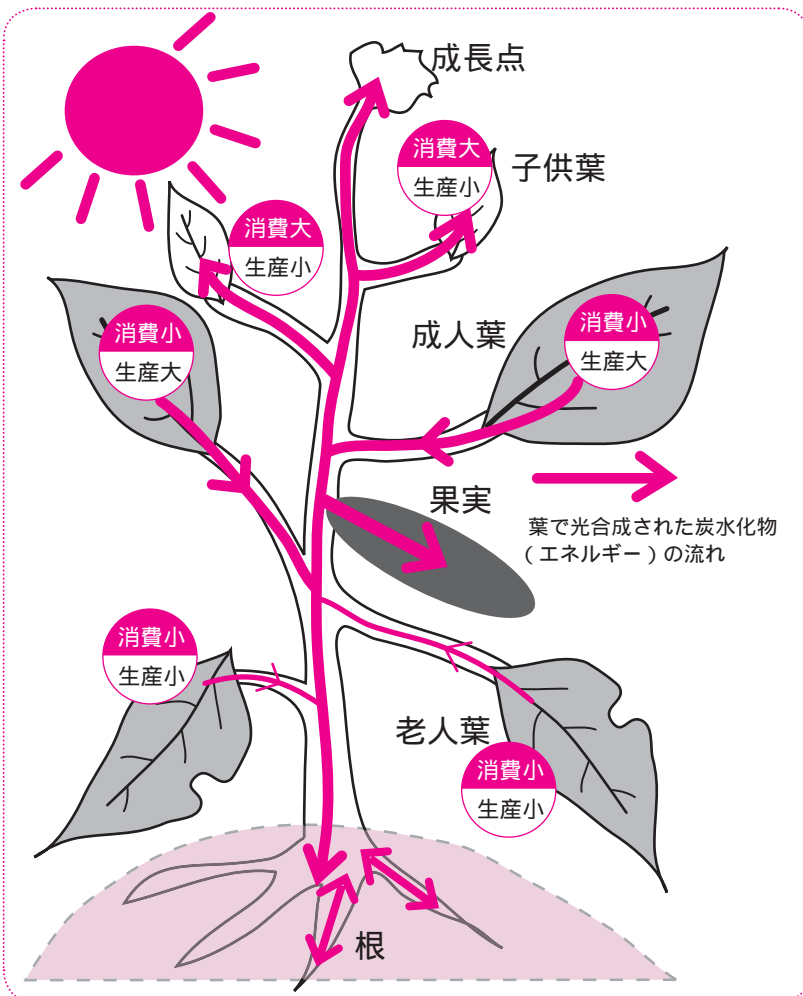 成長点
消費大
生産小
子供葉
消費大
生産小
成人葉
消費小
生産大
消費小
生産大
果実
葉で光合成された炭水化物
（エネルギー）の流れ
消費小
生産小
老人葉
消費小
生産小
根